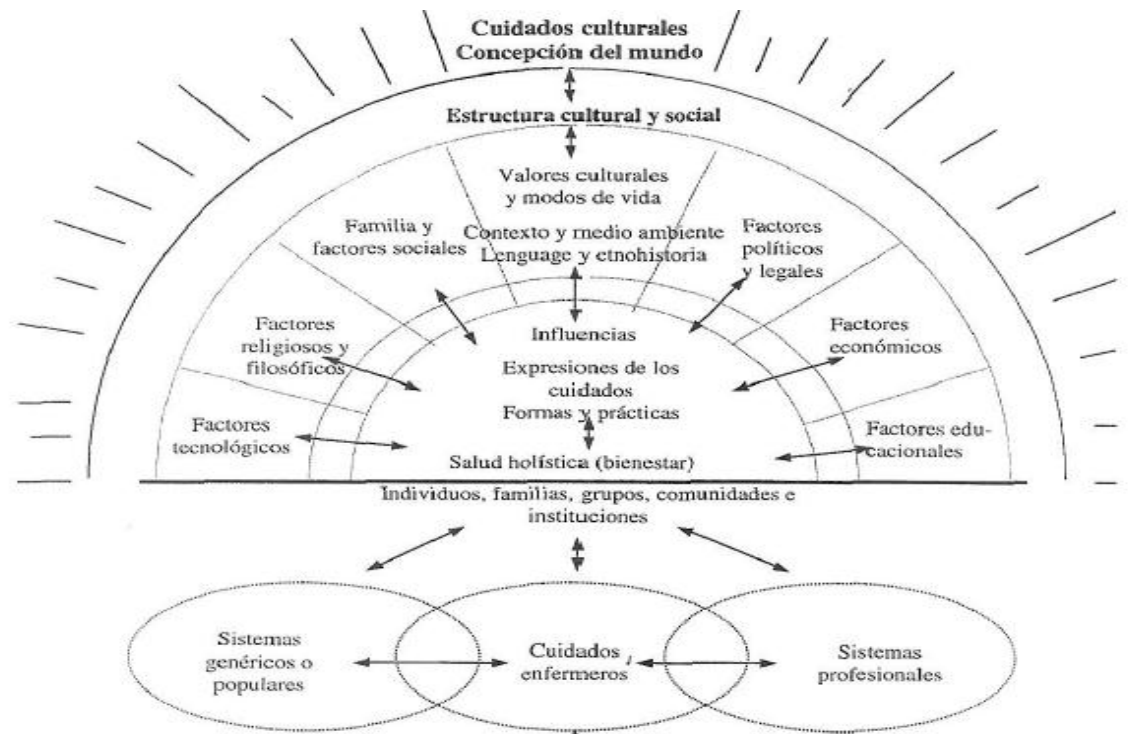 Cuidados culturales
Concepción del mundo
Estructura cultural y social
Valores culturales
y modos de vida
Familia y
factores sociales
Contexto y medio ambiente
Lenguage y etnohistoria
Factores
políticos
y legales
Factores
religiosos y
filosóficos
Influencias
Factores
económicos
Expresiones de los
cuidados
Formas y prácticas
Factores
tecnológicos
Factores edu-
cacionales
Salud holística (bienestar)
Individuos, familias, grupos, comunidades e
instituciones
Sistemas
genéricos o
populares
Cuidados
enfermeros
Sistemas
profesionales